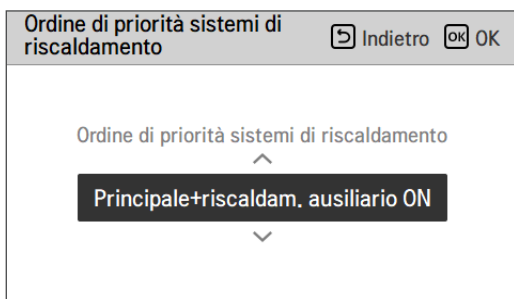 Ordine di priorità sistemi di
riscaldamento
Indietro OK OK
Ordine di priorità sistemi di riscaldamento
Principale+riscaldam. ausiliario ON